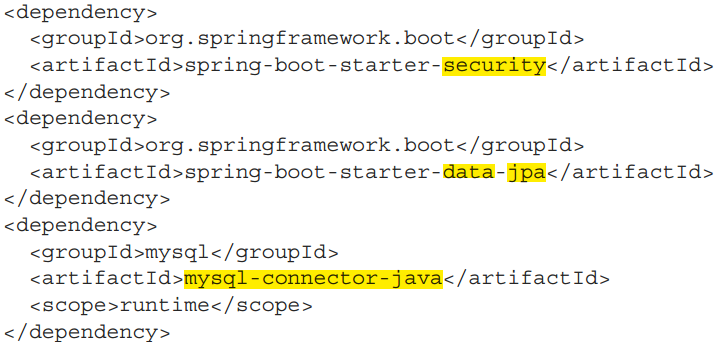 <dependency>
  <groupId>org.springframework.boot</groupId>
  <artifactId>spring-boot-starter-security</artifactId>
</dependency>
<dependency>
  <groupId>org.springframework.boot</groupId>
  <artifactId>spring-boot-starter-data-jpa</artifactId>
</dependency>
<dependency>
  <groupId>mysql</groupId>
  <artifactId>mysql-connector-java</artifactId>
  <scope>runtime</scope>
</dependency>